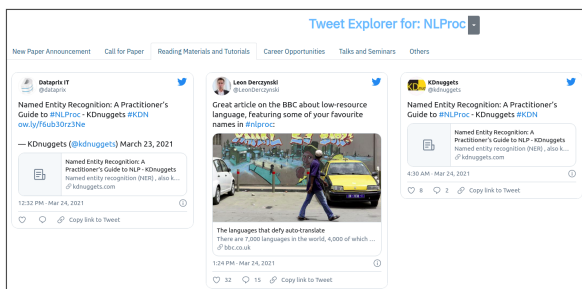 Tweet Explorer for: NLProc
New Paper Announcement
Call for Paper
Reading Materials and Tutorials
Career Opportunities
Talks and Seminars
Others
Dataprix IT
@dataprix
Named Entity Recognition: A Practitioner's
Guide to #NLProc - KDnuggets #KDN
ow.ly/f6ub30rz3Ne
— KDnuggets (@kdnuggets) March 23, 2021
Named Entity Recognition: A
Practitioner's Guide to NLP - KDnuggets
Named entity recognition (NER) , also k...
kdnuggets.com
12:32 PM · Mar 24, 2021
Copy link to Tweet
Leon Derczynski
@LeonDerczynski
Great article on the BBC about low-resource
language, featuring some of your favourite
names in #nlproc:
The languages that defy auto-translate
There are 7,000 languages in the world, 4,000 of which ...
bbc.co.uk
1:24 PM · Mar 24, 2021
32
15
Copy link to Tweet
KDnuggets
@kdnuggets
Named Entity Recognition: A Practitioner's
Guide to #NLProc - KDnuggets #KDN
Named Entity Recognition: A
Practitioner's Guide to NLP - KDnuggets
Named entity recognition (NER) , also k...
kdnuggets.com
4:30 AM · Mar 24, 2021
8
2
Copy link to Tweet